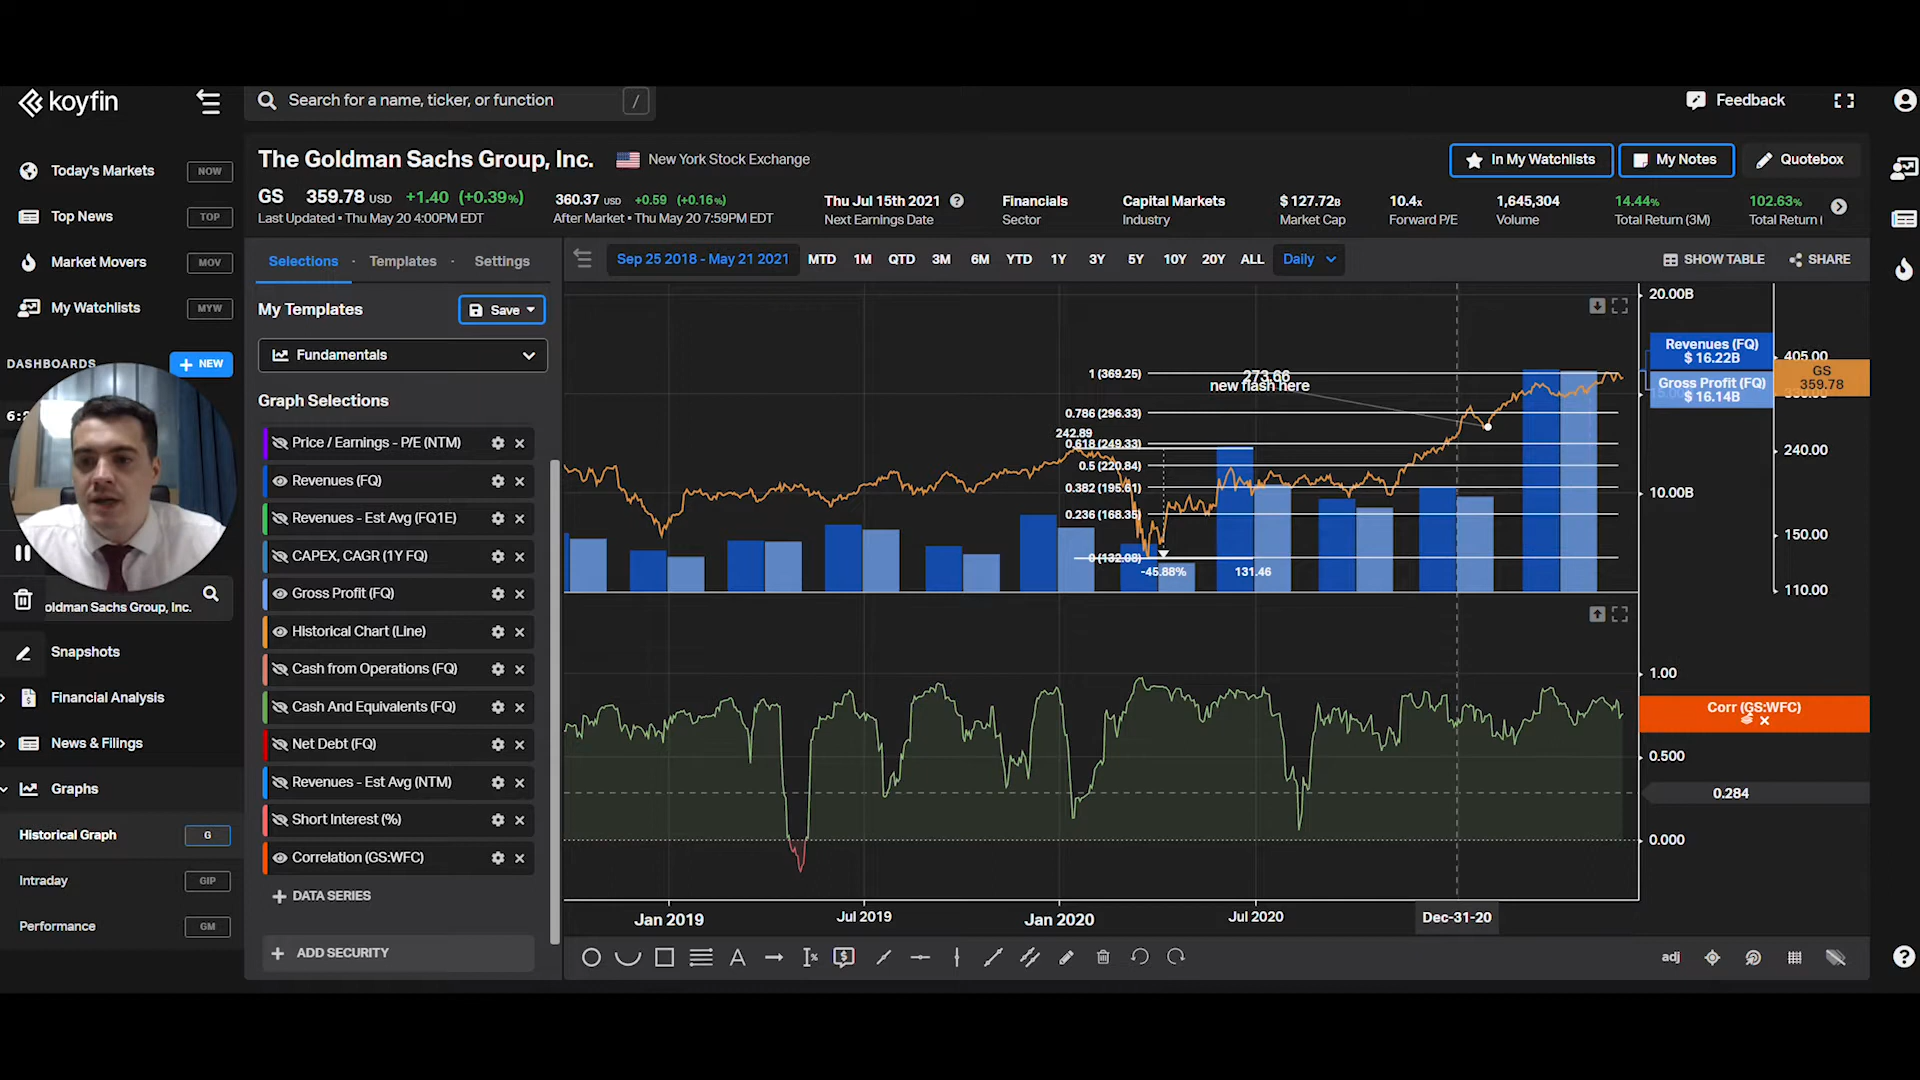 koyfin
Search for a name, ticker, or function
/
Feedback
Today's Markets NOW
Top News TOP
Market Movers MOV
My Watchlists MYW
DASHBOARDS
NEW
6:2
oldman Sachs Group, Inc.
Snapshots
Financial Analysis
News & Filings
Graphs
Historical Graph G
Intraday GIP
Performance GM
The Goldman Sachs Group, Inc.
New York Stock Exchange
In My Watchlists
My Notes
Quotebox
GS 359.78 USD +1.40 (+0.39%)
Last Updated • Thu May 20 4:00PM EDT
360.37 USD +0.59 (+0.16%)
After Market • Thu May 20 7:59PM EDT
Thu Jul 15th 2021
Next Earnings Date
Financials
Sector
Capital Markets
Industry
$ 127.72B
Market Cap
10.4x
Forward P/E
1,645,304
Volume
14.44%
Total Return (3M)
102.63%
Total Return (
Selections · Templates · Settings
My Templates
Save
Fundamentals
Graph Selections
Price / Earnings - P/E (NTM)
Revenues (FQ)
Revenues - Est Avg (FQ1E)
CAPEX, CAGR (1Y FQ)
Gross Profit (FQ)
Historical Chart (Line)
Cash from Operations (FQ)
Cash And Equivalents (FQ)
Net Debt (FQ)
Revenues - Est Avg (NTM)
Short Interest (%)
Correlation (GS:WFC)
DATA SERIES
ADD SECURITY
Sep 25 2018 - May 21 2021
MTD 1M QTD 3M 6M YTD 1Y 3Y 5Y 10Y 20Y ALL
Daily
SHOW TABLE
SHARE
1 (369.25)
273.66
new flash here
0.786 (296.33)
242.89
0.618 (249.33)
0.5 (220.84)
0.382 (195.61)
0.236 (168.35)
0 (132.08)
-45.88%
131.46
20.00B
Revenues (FQ)
$ 16.22B
Gross Profit (FQ)
$ 16.14B
10.00B
405.00
GS
359.78
240.00
150.00
110.00
1.00
Corr (GS:WFC)
0.500
0.284
0.000
Jan 2019
Jul 2019
Jan 2020
Jul 2020
Dec-31-20
adj